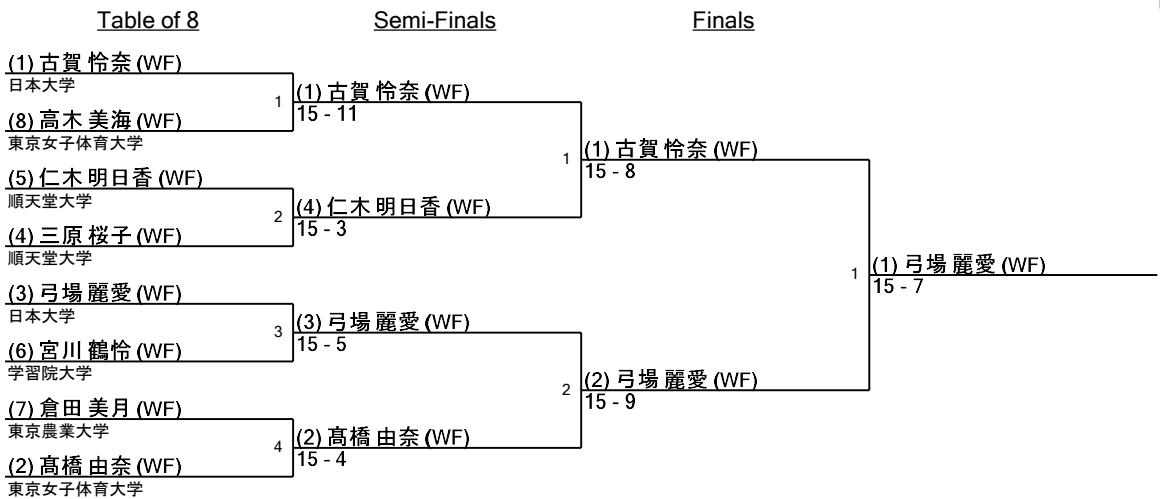 Table of 8
Semi-Finals
Finals
(1) 古賀 怜奈 (WF)
日本大学
1
(8) 高木 美海 (WF)
東京女子体育大学
(5) 仁木 明日香 (WF)
順天堂大学
2
(4) 三原 桜子 (WF)
順天堂大学
(3) 弓場 麗愛 (WF)
日本大学
3
(6) 宮川 鶴怜 (WF)
学習院大学
(7) 倉田 美月 (WF)
東京農業大学
4
(2) 髙橋 由奈 (WF)
東京女子体育大学
(1) 古賀 怜奈 (WF)
15 - 11
1
(4) 仁木 明日香 (WF)
15 - 3
(3) 弓場 麗愛 (WF)
15 - 5
2
(2) 髙橋 由奈 (WF)
15 - 4
(1) 古賀 怜奈 (WF)
15 - 8
1
(2) 弓場 麗愛 (WF)
15 - 9
(1) 弓場 麗愛 (WF)
15 - 7